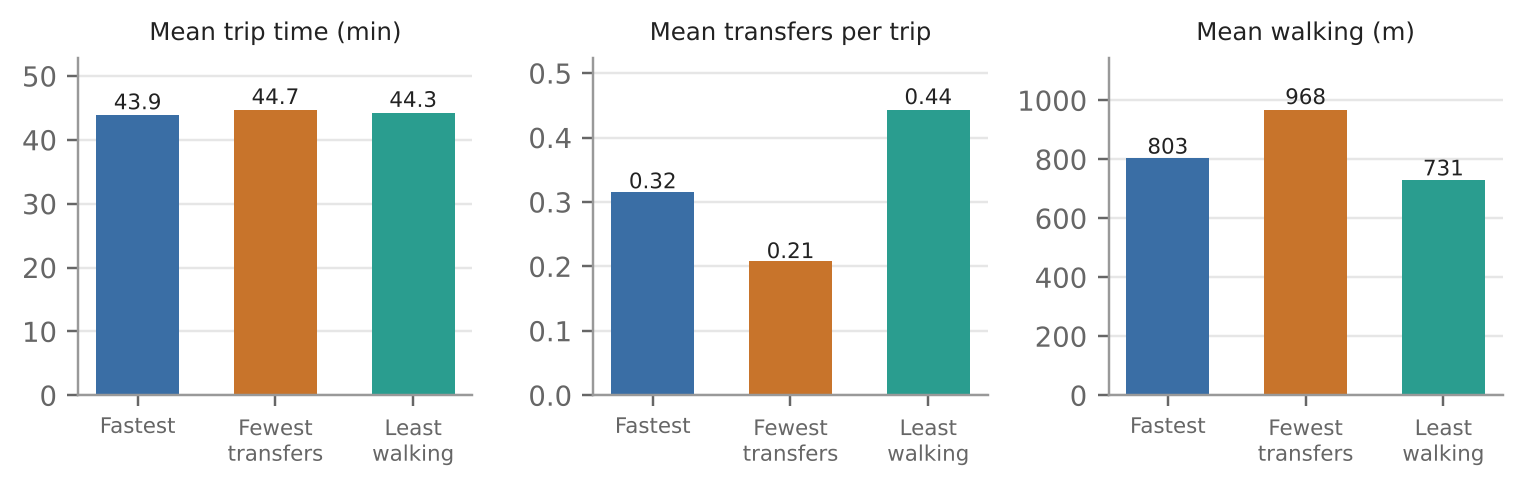 Mean trip time (min)
50
40
30
20
10
0
43.9
44.7
44.3
Fastest
Fewest
transfers
Least
walking
Mean transfers per trip
0.5
0.4
0.3
0.2
0.1
0.0
0.32
0.21
0.44
Fastest
Fewest
transfers
Least
walking
Mean walking (m)
1000
800
600
400
200
0
803
968
731
Fastest
Fewest
transfers
Least
walking